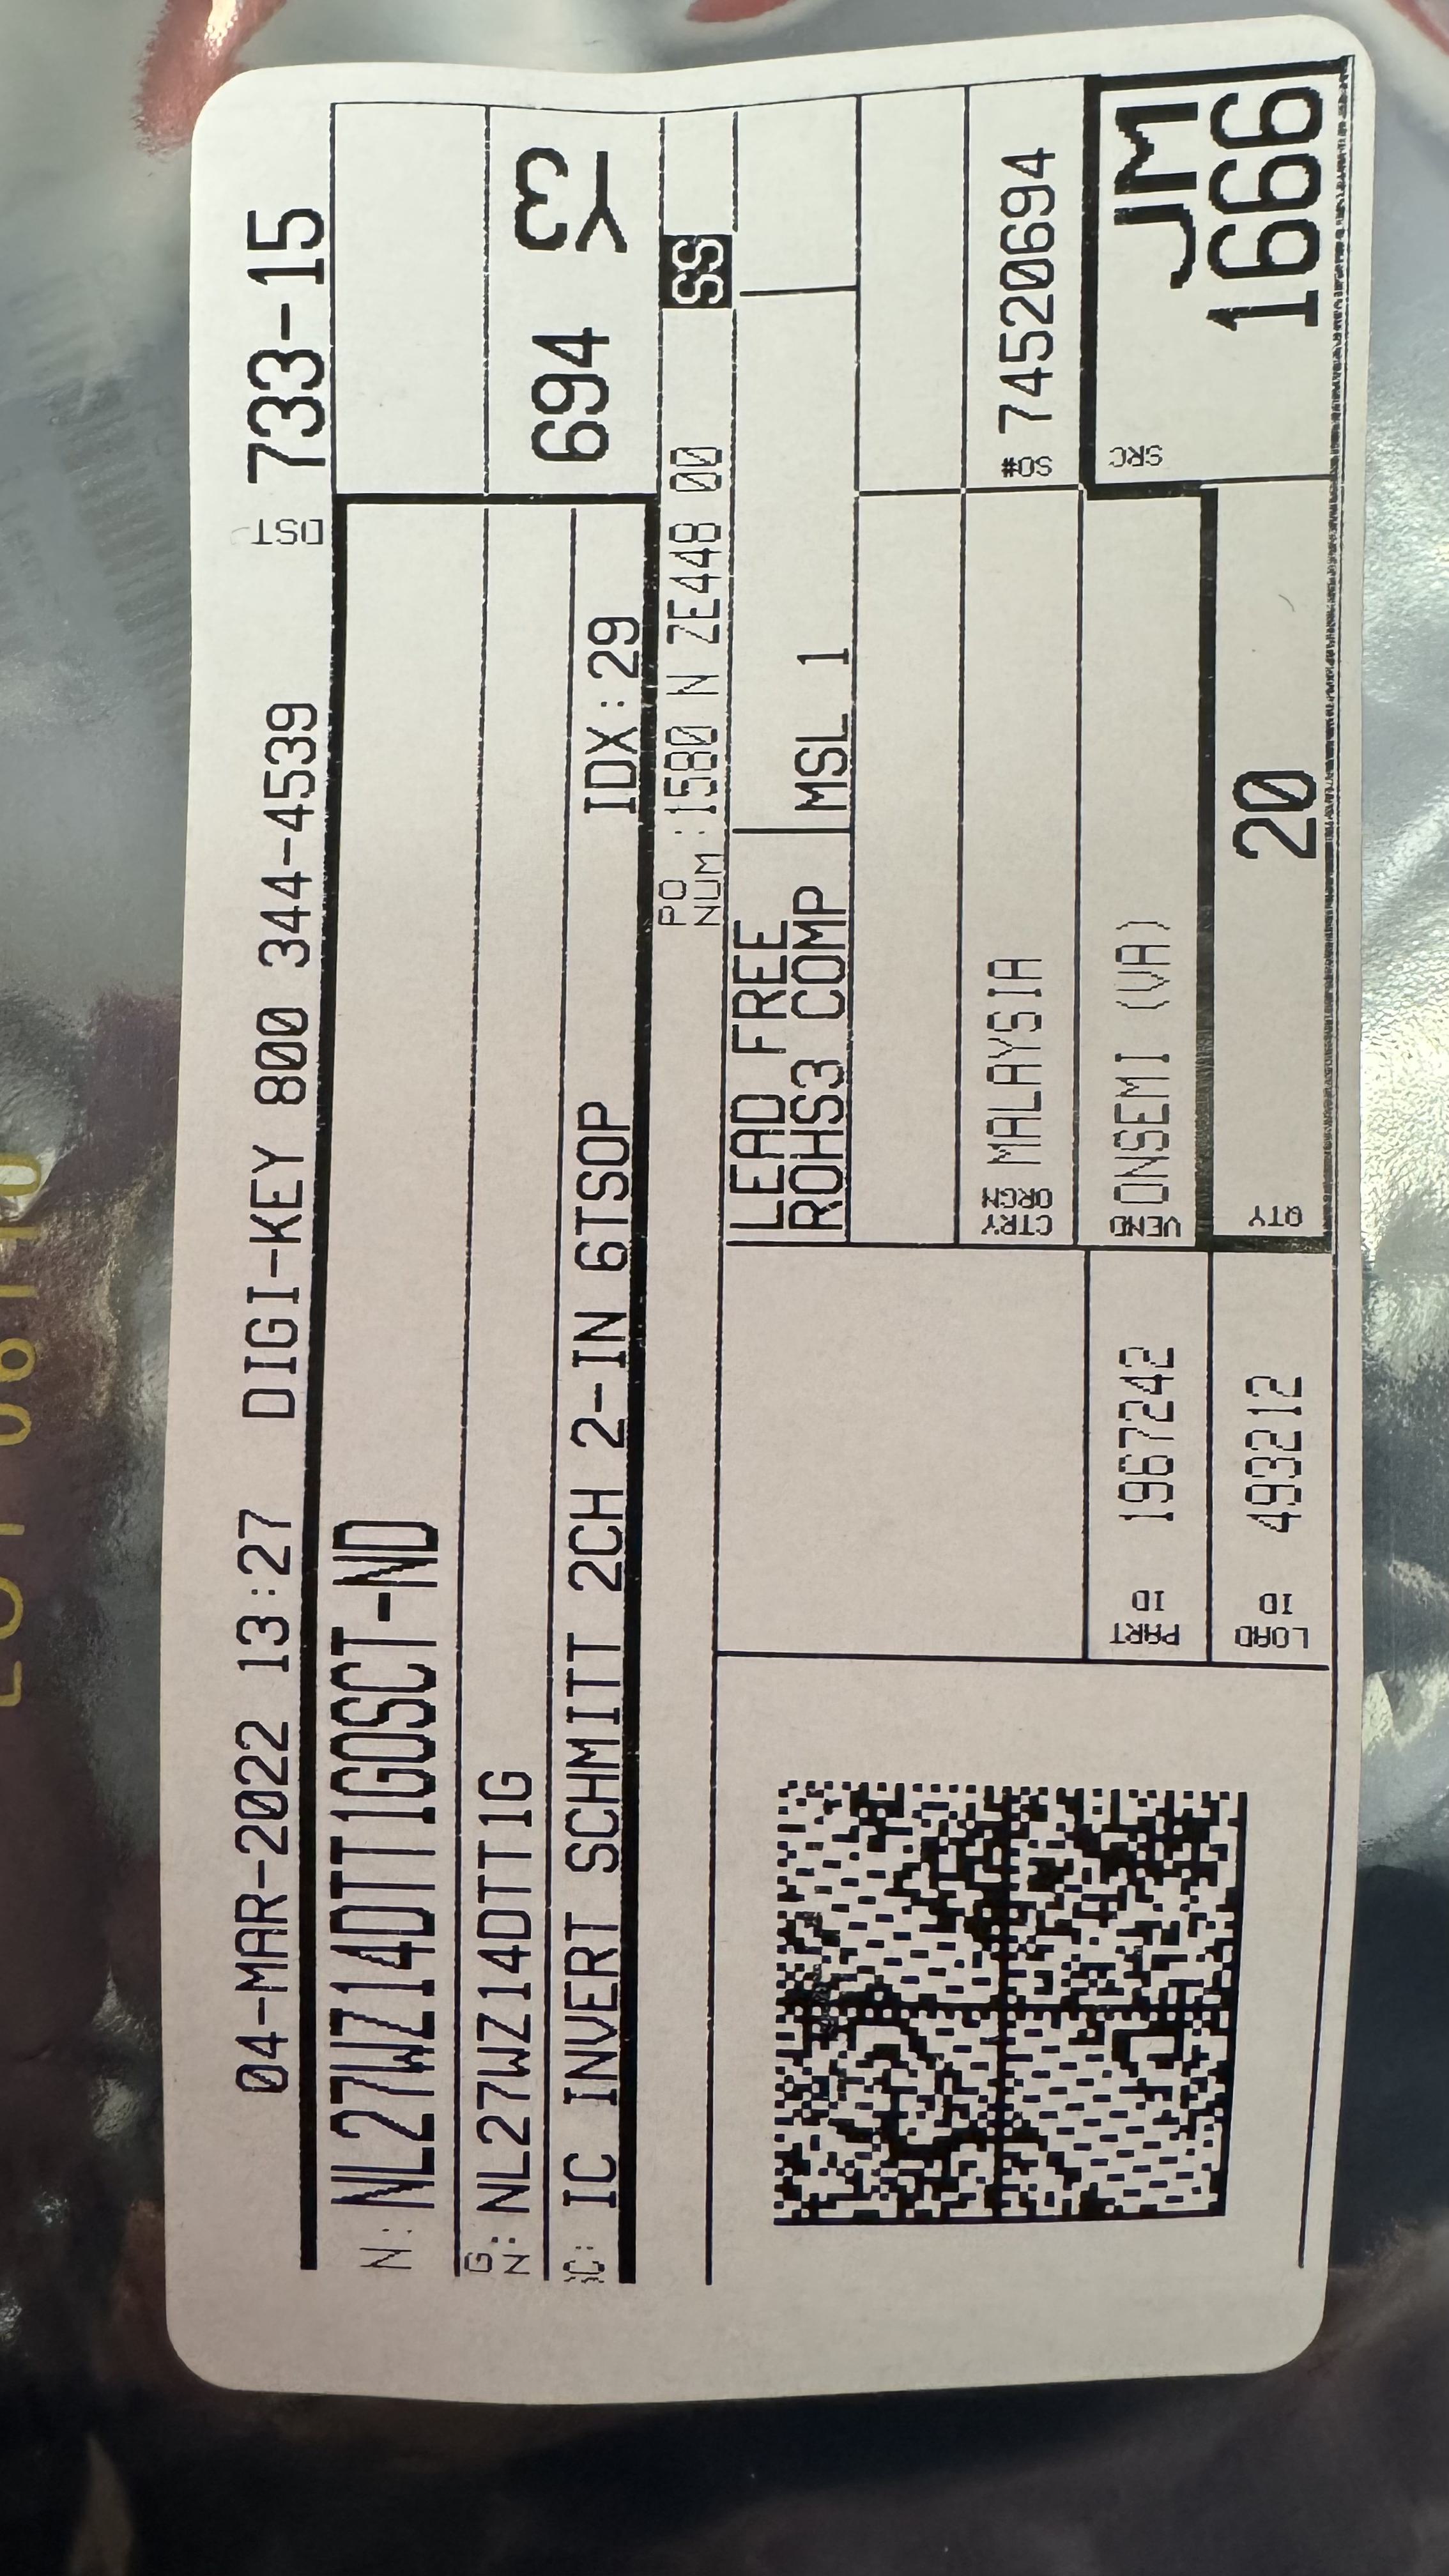 04-MAR-2022 13:27 DIGI-KEY 800 344-4539 DST 733-15
N: NL27WZ14DTT1GOSCT-ND
G. N: NL27WZ14DTT1G
C: IC INVERT SCHMITT 2CH 2-IN 6TSOP
IDX:29
694 Y3
PO NUM :1580 N ZE448 00 SS
LEAD FREE
ROHS3 COMP
MSL 1
CTRY ORGN MALAYSIA
SO# 74520694
PART ID 1967242
VEND ONSEMI (VA)
SRC JM
1666
LOAD ID 493212
QTY 20